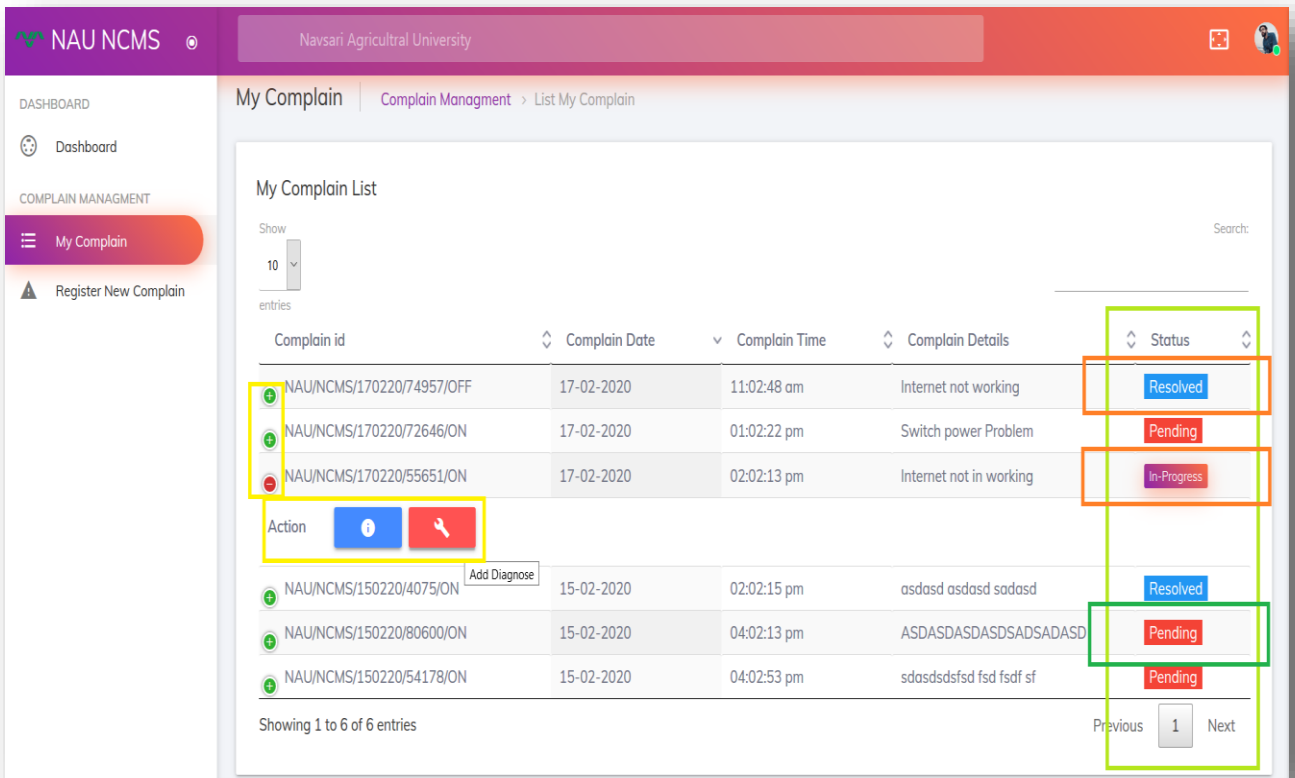 NAU NCMS
Navsari Agricultral University
DASHBOARD
Dashboard
COMPLAIN MANAGMENT
My Complain
Register New Complain
My Complain Complain Managment > List My Complain
My Complain List
Show
10
entries
Search:
Complain id Complain Date Complain Time Complain Details Status
NAU/NCMS/170220/74957/OFF 17-02-2020 11:02:48 am Internet not working Resolved
NAU/NCMS/170220/72646/ON 17-02-2020 01:02:22 pm Switch power Problem Pending
NAU/NCMS/170220/55651/ON 17-02-2020 02:02:13 pm Internet not in working In-Progress
Action
Add Diagnose
NAU/NCMS/150220/4075/ON 15-02-2020 02:02:15 pm asdasd asdasd sadasd Resolved
NAU/NCMS/150220/80600/ON 15-02-2020 04:02:13 pm ASDASDASDASDSADSADASD Pending
NAU/NCMS/150220/54178/ON 15-02-2020 04:02:53 pm sdasdsdsfsd fsd fsdf sf Pending
Showing 1 to 6 of 6 entries Previous 1 Next